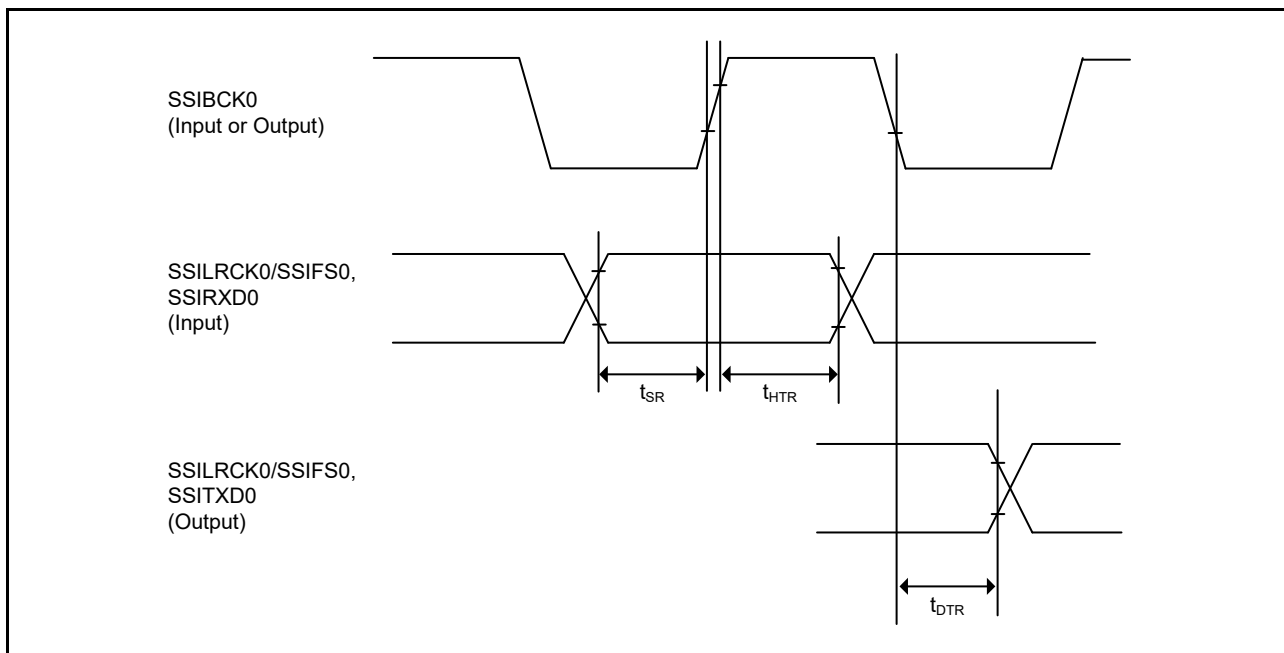 SSIBCK0
(Input or Output)
SSILRCK0/SSIFS0,
SSIRXD0
(Input)
tSR
tHTR
SSILRCK0/SSIFS0,
SSITXD0
(Output)
tDTR